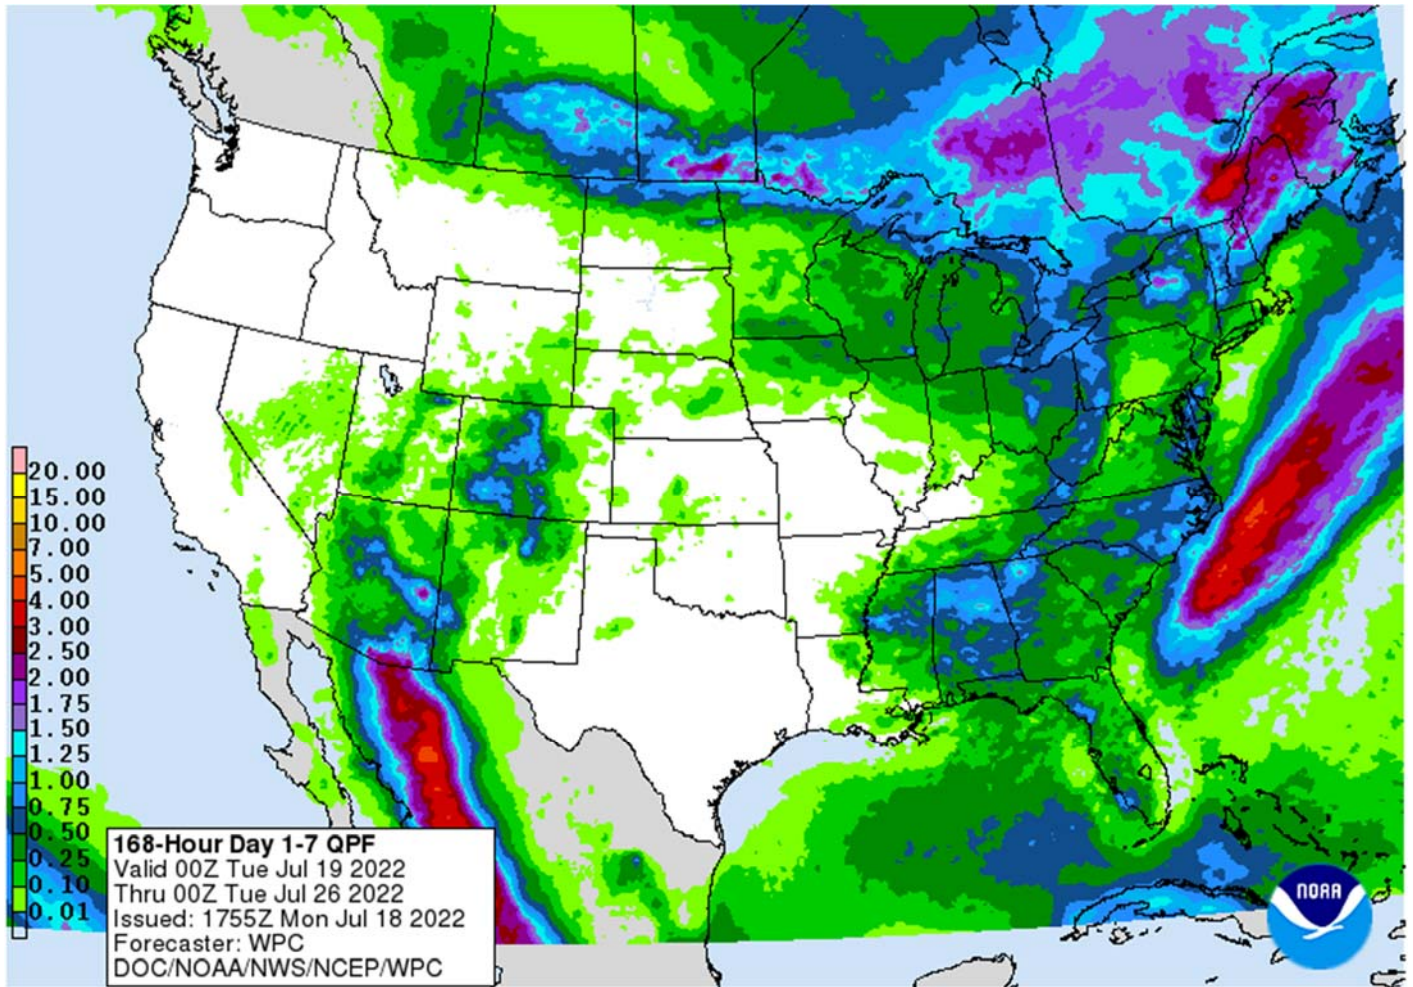 20.00
15.00
10.00
7.00
5.00
4.00
3.00
2.50
2.00
1.75
1.50
1.25
1.00
0.75
0.50
0.25
0.10
0.01
168-Hour Day 1-7 QPF
Valid 00Z Tue Jul 19 2022
Thru 00Z Tue Jul 26 2022
Issued: 1755Z Mon Jul 18 2022
Forecaster: WPC
DOC/NOAA/NWS/NCEP/WPC
NOAA